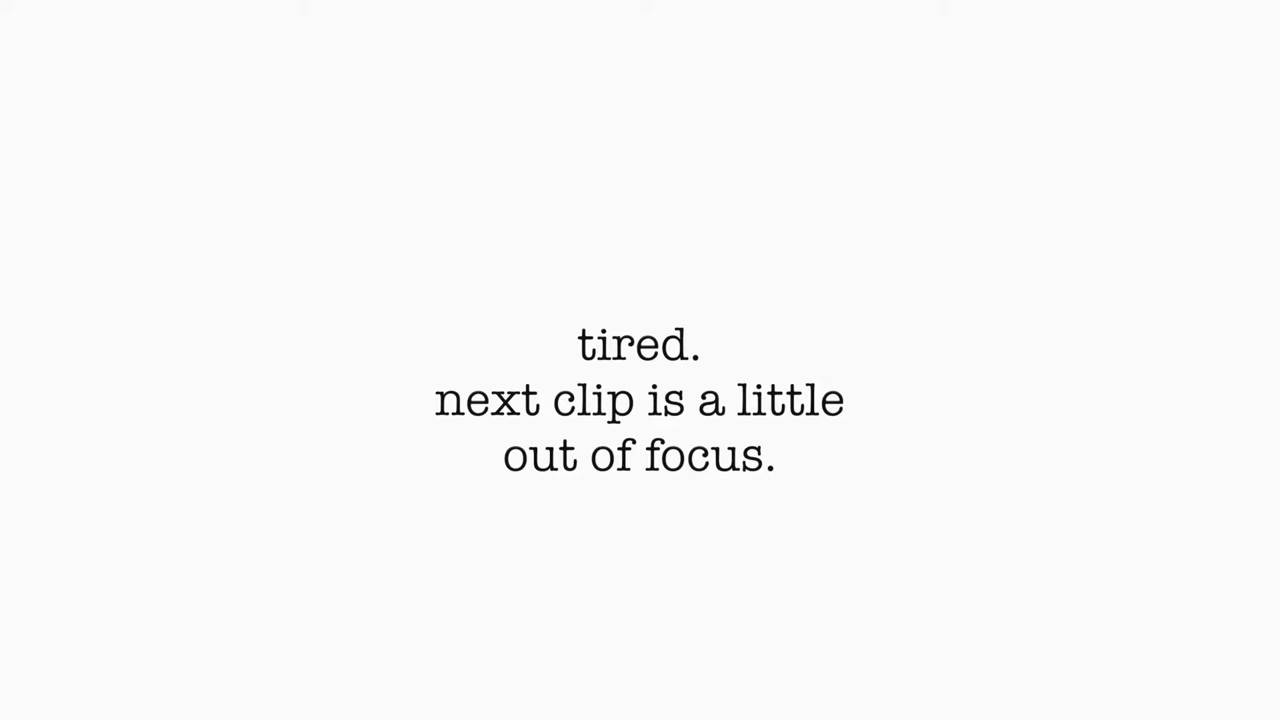 tired.
next clip is a little
out of focus.